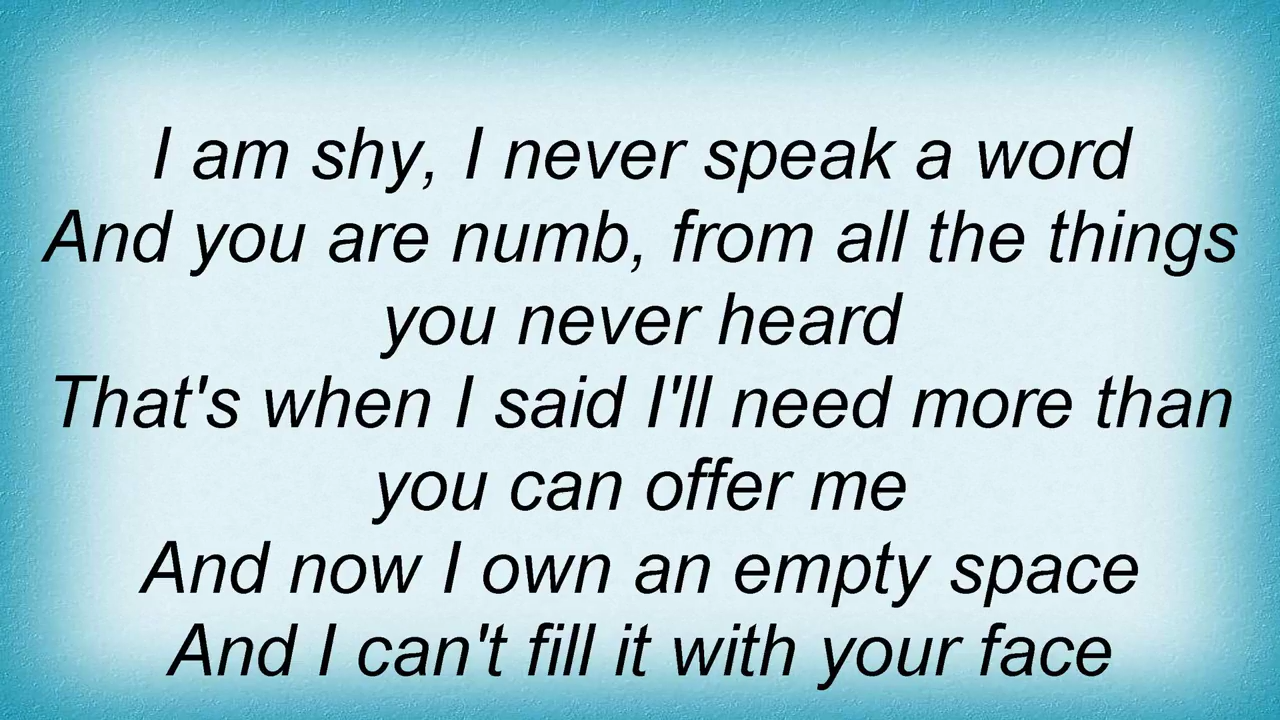 I am shy, I never speak a word
And you are numb, from all the things
you never heard
That's when I said I'll need more than
you can offer me
And now I own an empty space
And I can't fill it with your face